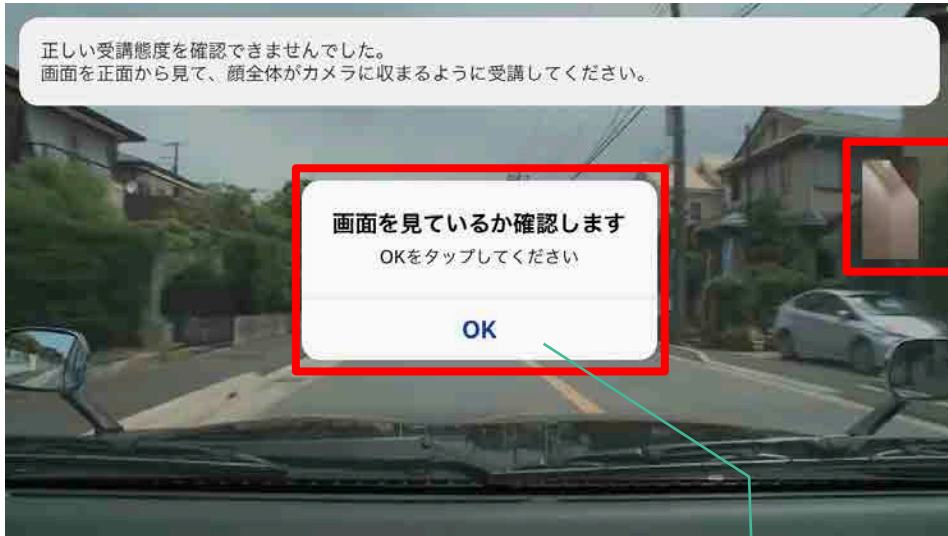 正しい受講態度を確認できませんでした。
画面を正面から見て、顔全体がカメラに収まるように受講してください。
画面を見ているか確認します
OKをタップしてください
OK